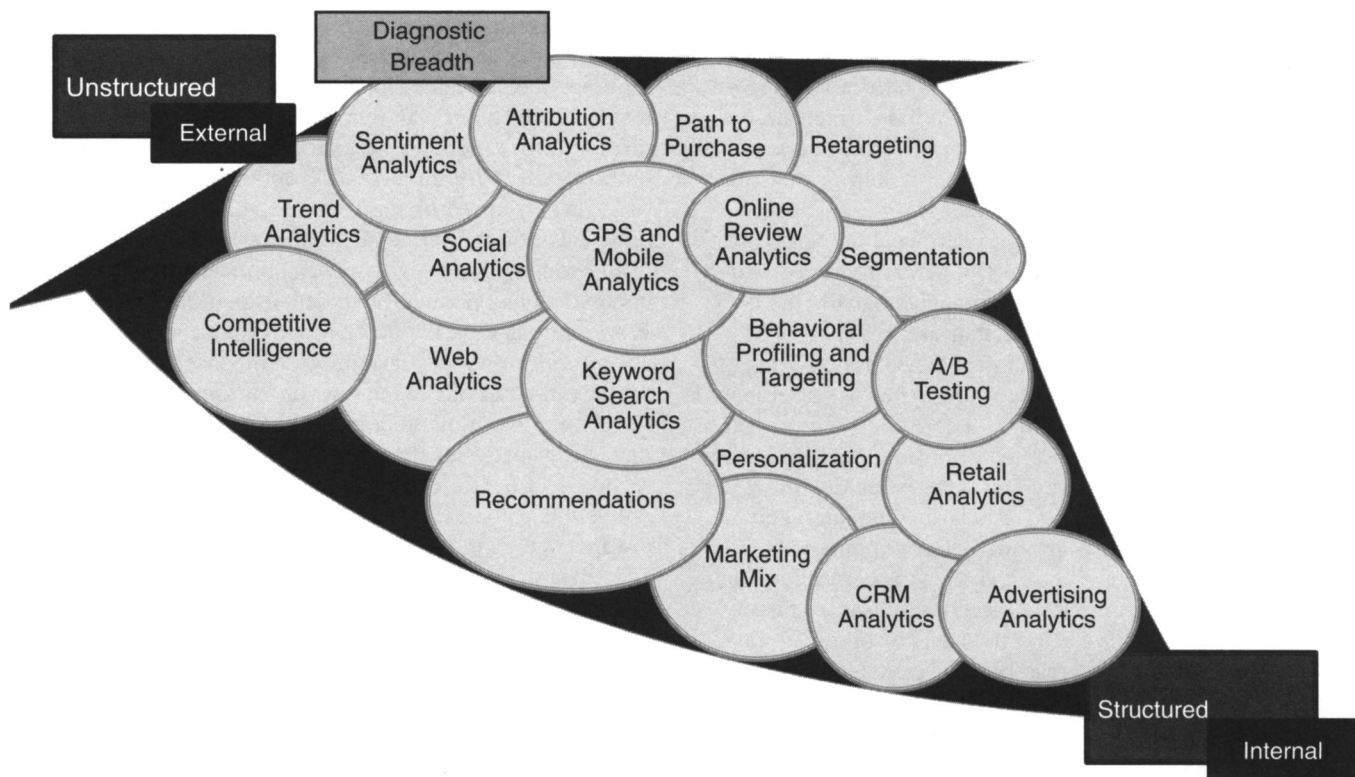 Diagnostic
Breadth
Unstructured
External
Sentiment
Analytics
Attribution
Analytics
Path to
Purchase
Retargeting
Trend
Analytics
Social
Analytics
GPS and
Mobile
Analytics
Online
Review
Analytics
Segmentation
Competitive
Intelligence
Web
Analytics
Keyword
Search
Analytics
Behavioral
Profiling and
Targeting
A/B
Testing
Recommendations
Personalization
Retail
Analytics
Marketing
Mix
CRM
Analytics
Advertising
Analytics
Structured
Internal